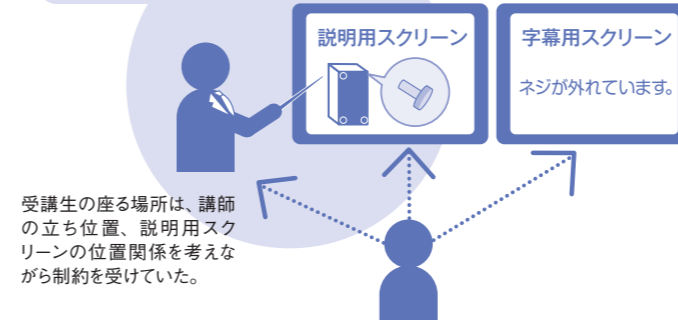 説明用スクリーン
字幕用スクリーン
ネジが外れています。
受講生の座る場所は、講師
の立ち位置、説明用スク
リーンの位置関係を考えな
がら制約を受けていた。